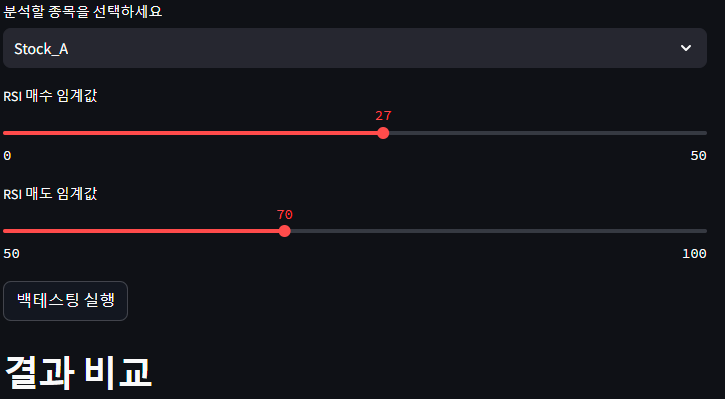 분석할 종목을 선택하세요
Stock_A
RSI 매수 임계값
27
0 50
RSI 매도 임계값
70
50 100
백테스팅 실행
결과 비교